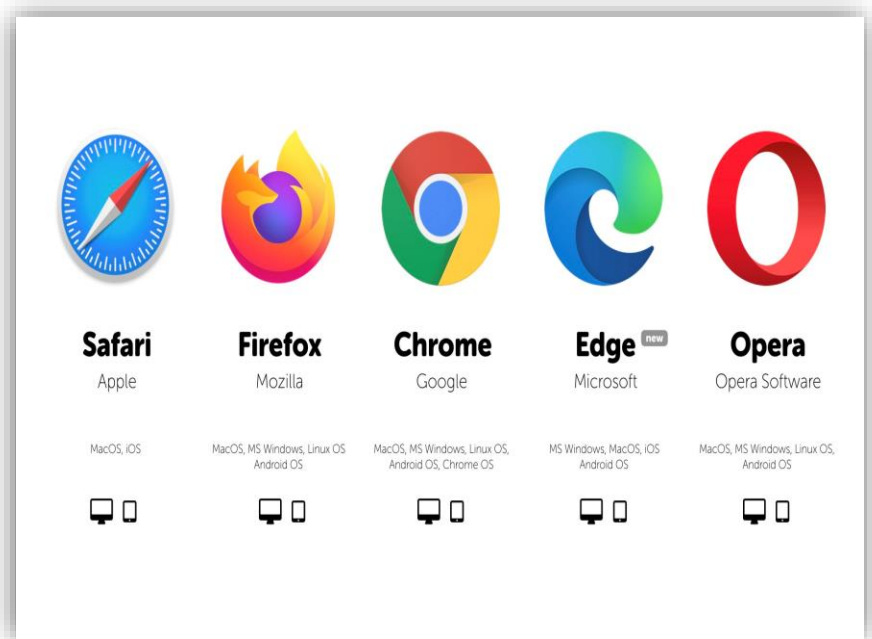 Safari
Apple
MacOS, iOS
Firefox
Mozilla
MacOS, MS Windows, Linux OS
Android OS
Chrome
Google
MacOS, MS Windows, Linux OS,
Android OS, Chrome OS
Edge new
Microsoft
MS Windows, MacOS, iOS
Android OS
Opera
Opera Software
MacOS, MS Windows, Linux OS,
Android OS